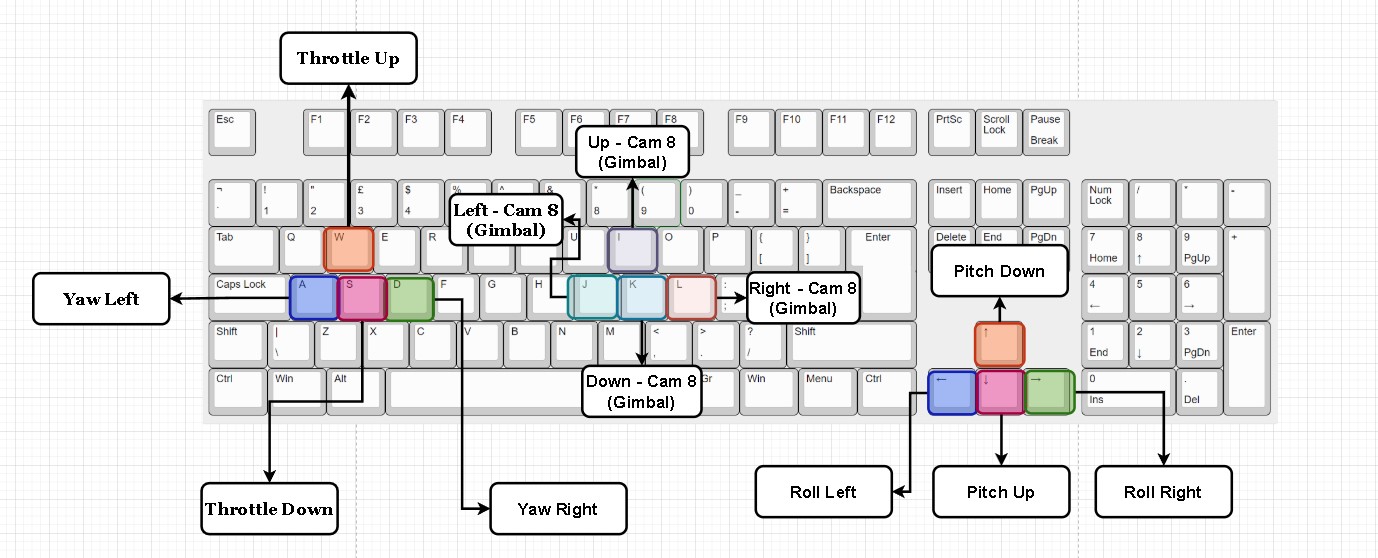 Throttle Up
Esc F1 F2 F3 F4 F5 F6 F7 F8 F9 F10 F11 F12 PrtSc Scroll Lock Pause Break
Up - Cam 8
(Gimbal)
¬ ! " £ $ % ^ & * ( ) _ + Backspace Insert Home PgUp Num Lock / * -
1 2 3 4 8 9 0 - =
Left - Cam 8
(Gimbal)
Tab Q W E R U I O P { [ } ] Enter Delete End PgDn 7 Home 8 ↑ 9 PgUp +
Pitch Down
Yaw Left
Caps Lock A S D F G H J K L : ; 4 ← 5 6 →
Right - Cam 8
(Gimbal)
Shift | \ Z X C V B N M < , > . ? / Shift ↑ 1 End 2 ↓ 3 PgDn Enter
Ctrl Win Alt Gr Win Menu Ctrl ← ↓ → 0 Ins . Del
Down - Cam 8
(Gimbal)
Throttle Down
Yaw Right
Roll Left
Pitch Up
Roll Right